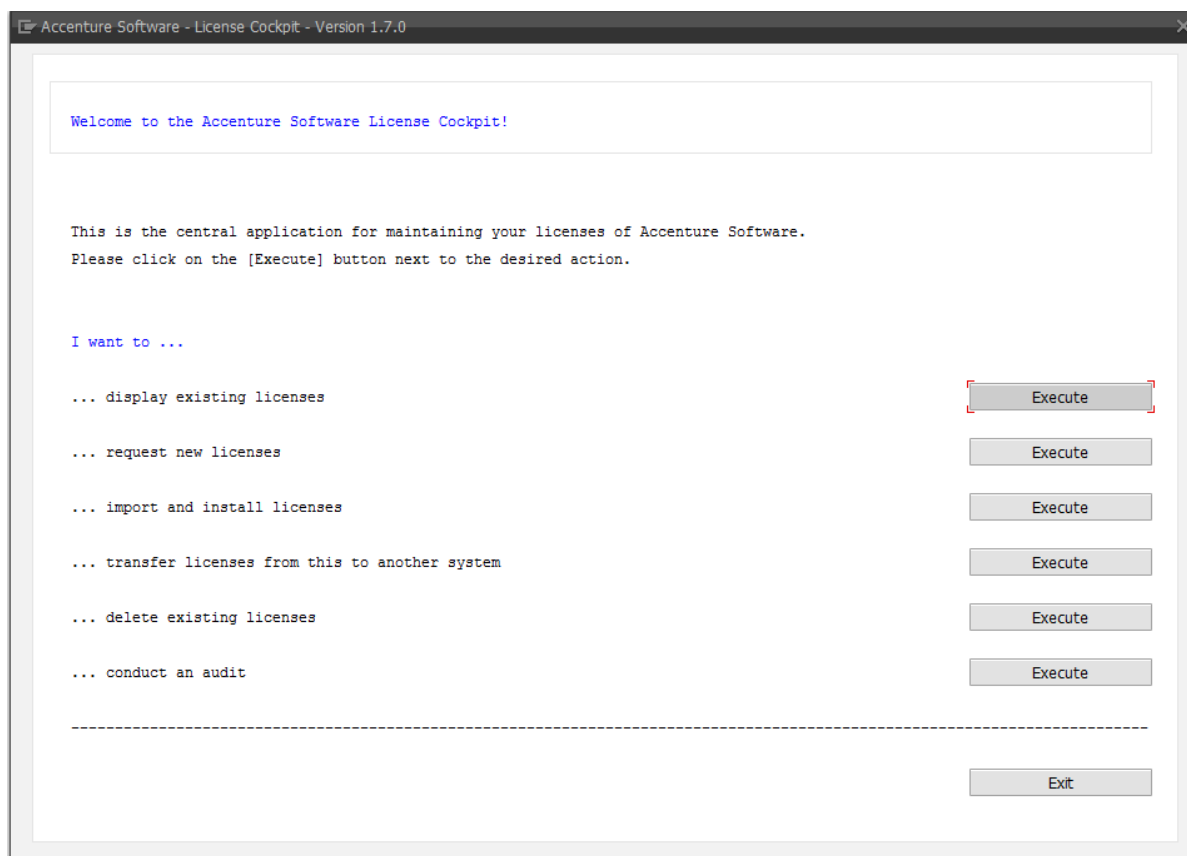 Accenture Software - License Cockpit - Version 1.7.0
Welcome to the Accenture Software License Cockpit!
This is the central application for maintaining your licenses of Accenture Software.
Please click on the [Execute] button next to the desired action.
I want to ...
... display existing licenses Execute
... request new licenses Execute
... import and install licenses Execute
... transfer licenses from this to another system Execute
... delete existing licenses Execute
... conduct an audit Execute
Exit